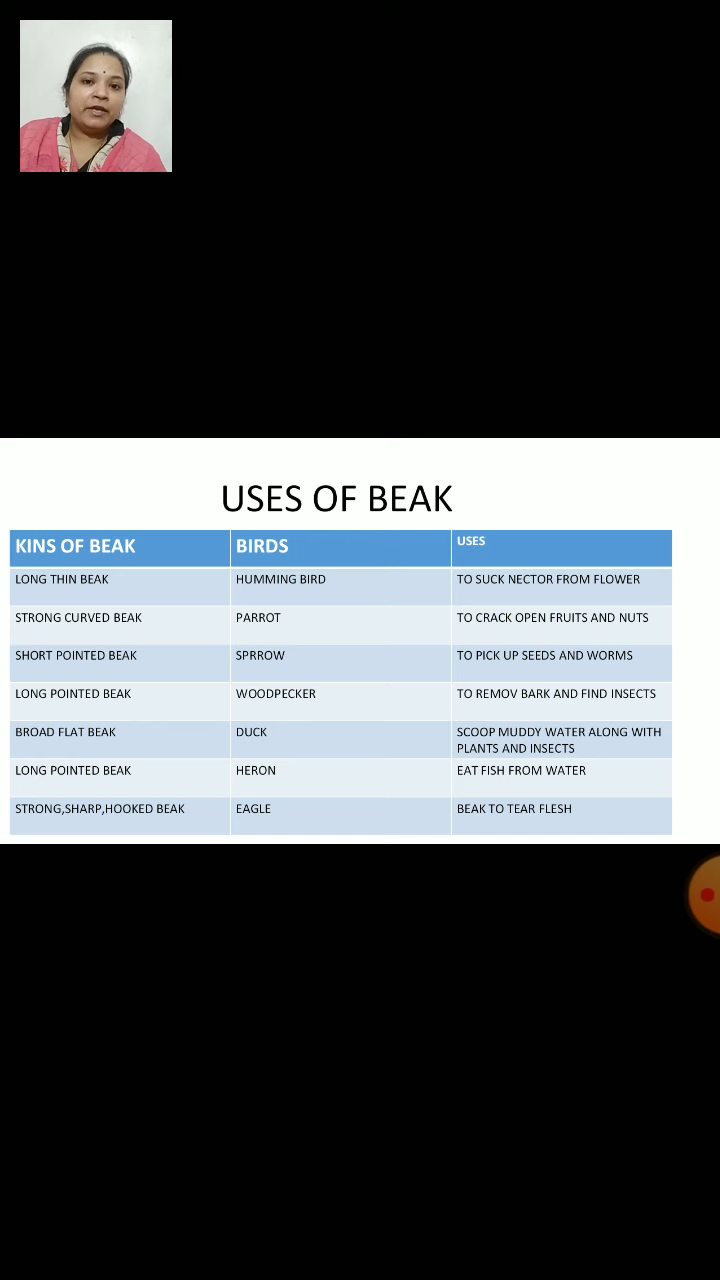 USES OF BEAK
KINS OF BEAK BIRDS USES
LONG THIN BEAK HUMMING BIRD TO SUCK NECTOR FROM FLOWER
STRONG CURVED BEAK PARROT TO CRACK OPEN FRUITS AND NUTS
SHORT POINTED BEAK SPRROW TO PICK UP SEEDS AND WORMS
LONG POINTED BEAK WOODPECKER TO REMOV BARK AND FIND INSECTS
BROAD FLAT BEAK DUCK SCOOP MUDDY WATER ALONG WITH
PLANTS AND INSECTS
LONG POINTED BEAK HERON EAT FISH FROM WATER
STRONG,SHARP,HOOKED BEAK EAGLE BEAK TO TEAR FLESH